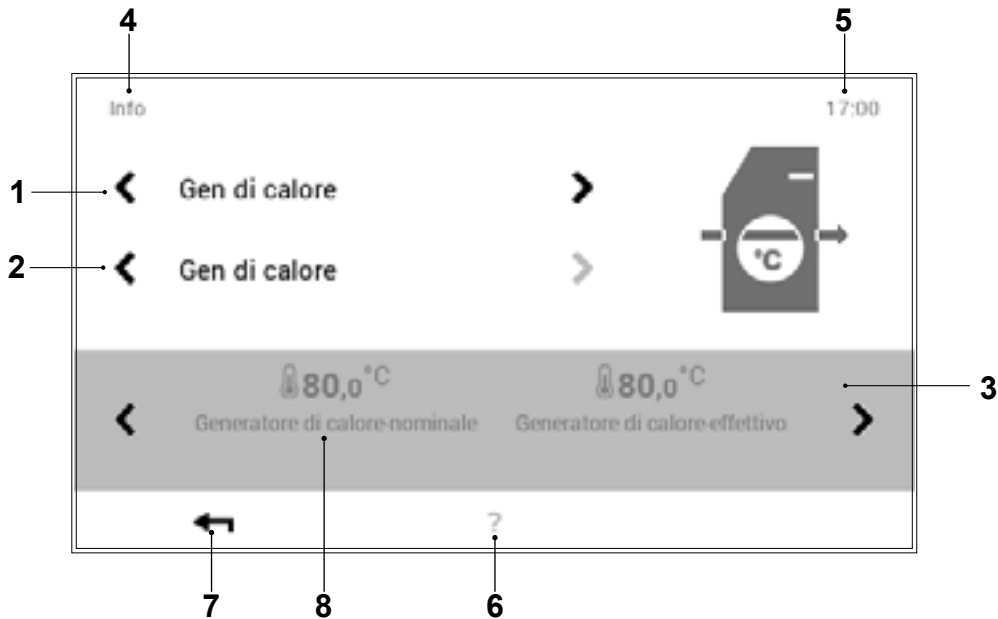 4 5
Info 17:00
1 Gen di calore
2 Gen di calore
°C
80,0°C 80,0°C
3
Generatore di calore-nominale Generatore di calore-effettivo
?
7 8 6